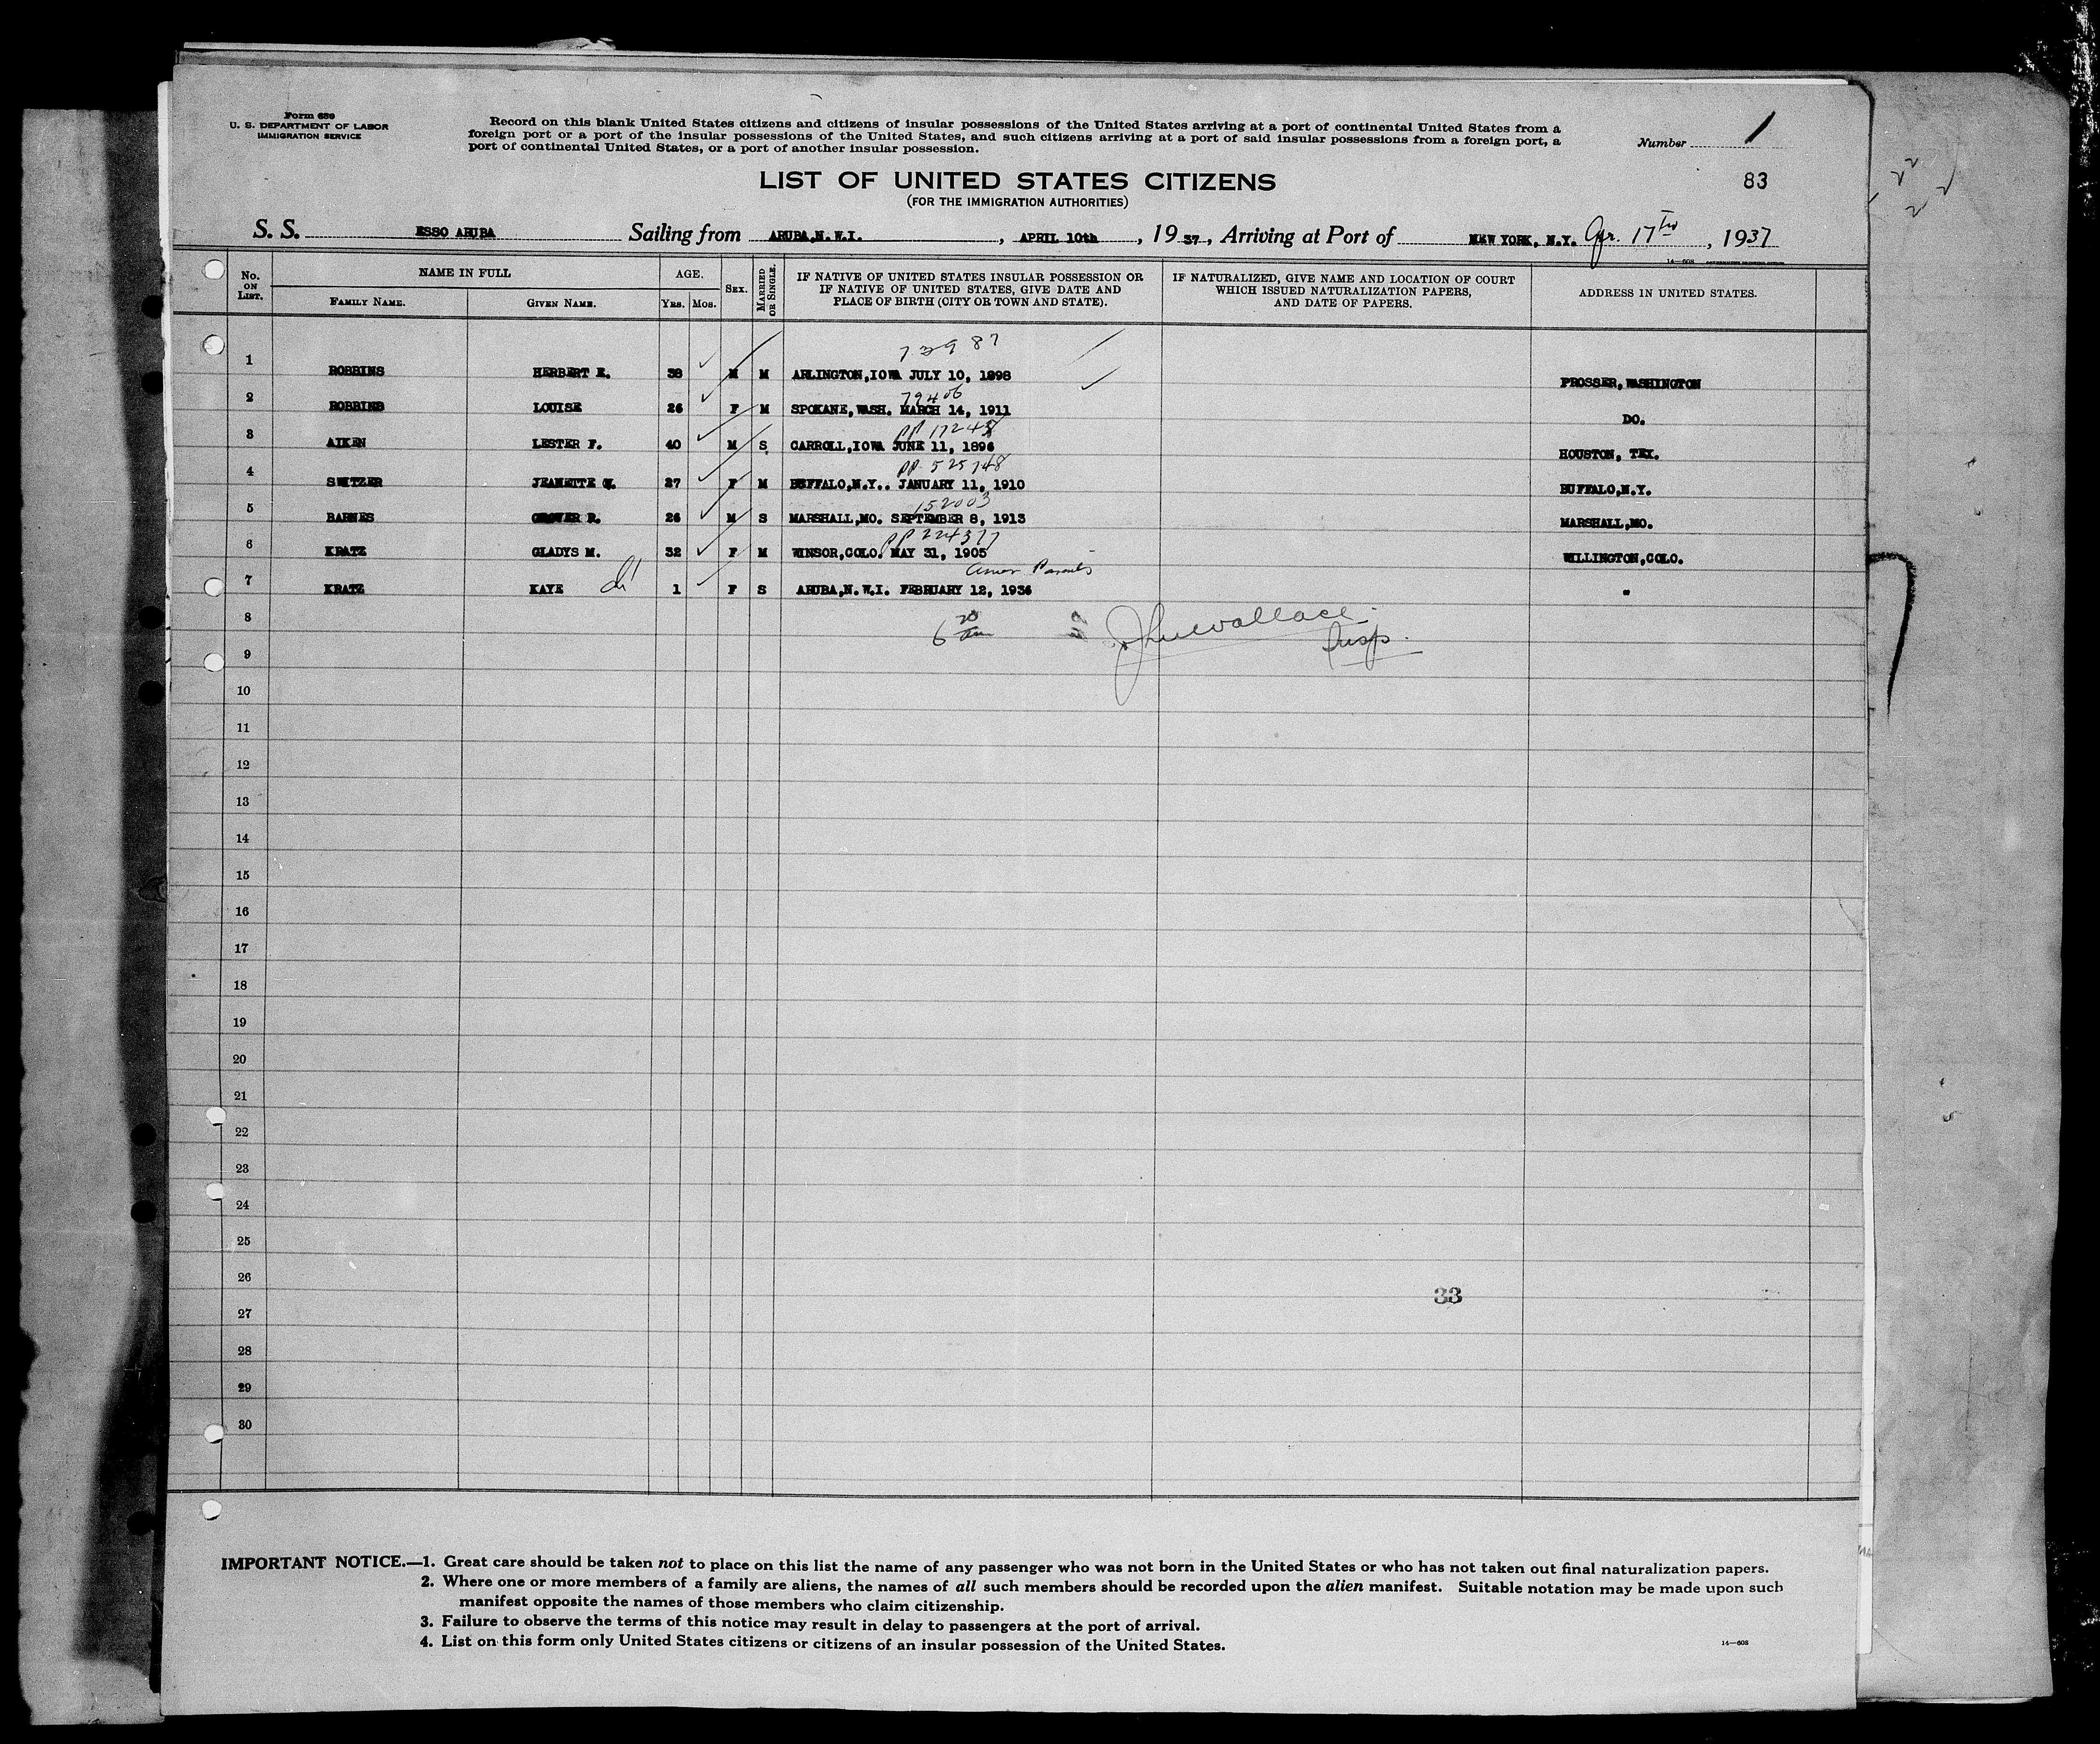 Form 630
U. S. DEPARTMENT OF LABOR
IMMIGRATION SERVICE
Record on this blank United States citizens and citizens of insular possessions of the United States arriving at a port of continental United States from a
foreign port or a port of the insular possessions of the United States, and such citizens arriving at a port of said insular possessions from a foreign port, a
port of continental United States, or a port of another insular possession.
Number 1
83
LIST OF UNITED STATES CITIZENS
(FOR THE IMMIGRATION AUTHORITIES)
S. S. ESSO ARUBA Sailing from ARUBA, N.W.I., APRIL 10th, 1937, Arriving at Port of NEW YORK, N.Y. Apr. 17th, 1937
No. ON LIST. NAME IN FULL AGE. SEX. MARRIED OR SINGLE. IF NATIVE OF UNITED STATES INSULAR POSSESSION OR IF NATIVE OF UNITED STATES, GIVE DATE AND PLACE OF BIRTH (CITY OR TOWN AND STATE). IF NATURALIZED, GIVE NAME AND LOCATION OF COURT WHICH ISSUED NATURALIZATION PAPERS, AND DATE OF PAPERS. ADDRESS IN UNITED STATES.
FAMILY NAME. GIVEN NAME. YRS. MOS.
73987
1 ROBBINS HERBERT E. 38 M M ARLINGTON, IOWA JULY 10, 1898 PROSSER, WASHINGTON
79406
2 ROBBINS LOUISE 26 F M SPOKANE, WASH. MARCH 14, 1911 DO.
PP 17248
3 AIKEN LESTER F. 40 M S CARROLL, IOWA JUNE 11, 1896 HOUSTON, TEX.
PP. 525748
4 SWITZER JEANETTE 27 F M BUFFALO, N.Y.. JANUARY 11, 1910 BUFFALO, N.Y.
152003
5 BARNES GROVER R. 26 M S MARSHALL, MO. SEPTEMBER 8, 1913 MARSHALL, MO.
PP 224377
6 KRATZ GLADYS M. 32 F M WINSOR, COLO. MAY 31, 1905 WILLINGTON, COLO.
Amer Parents
7 KRATZ KAYE 1 F S ARUBA, N.W.I. FEBRUARY 12, 1936 "
8
Wallace
Insp.
9
10
11
12
13
14
15
16
17
18
19
20
21
22
23
24
25
26
33
27
28
29
30
IMPORTANT NOTICE.—1. Great care should be taken not to place on this list the name of any passenger who was not born in the United States or who has not taken out final naturalization papers.
2. Where one or more members of a family are aliens, the names of all such members should be recorded upon the alien manifest. Suitable notation may be made upon such
manifest opposite the names of those members who claim citizenship.
3. Failure to observe the terms of this notice may result in delay to passengers at the port of arrival.
4. List on this form only United States citizens or citizens of an insular possession of the United States.
14—608